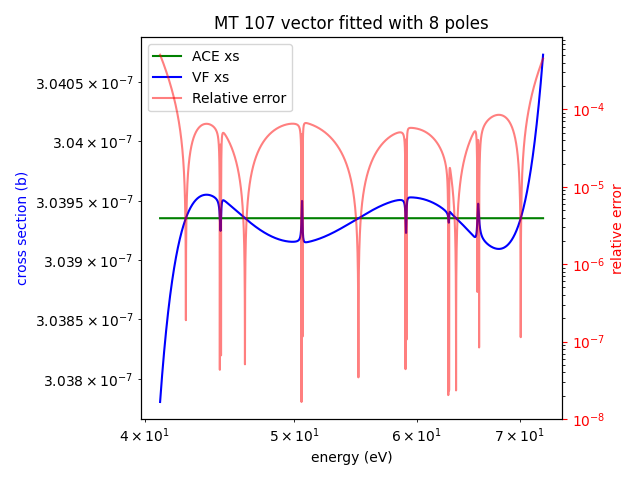 MT 107 vector fitted with 8 poles
ACE xs
VF xs
Relative error
3.0405 × 10⁻⁷
3.04 × 10⁻⁷
3.0395 × 10⁻⁷
3.039 × 10⁻⁷
3.0385 × 10⁻⁷
3.038 × 10⁻⁷
cross section (b)
10⁻⁴
10⁻⁵
10⁻⁶
10⁻⁷
10⁻⁸
relative error
4 × 10¹ 5 × 10¹ 6 × 10¹ 7 × 10¹
energy (eV)